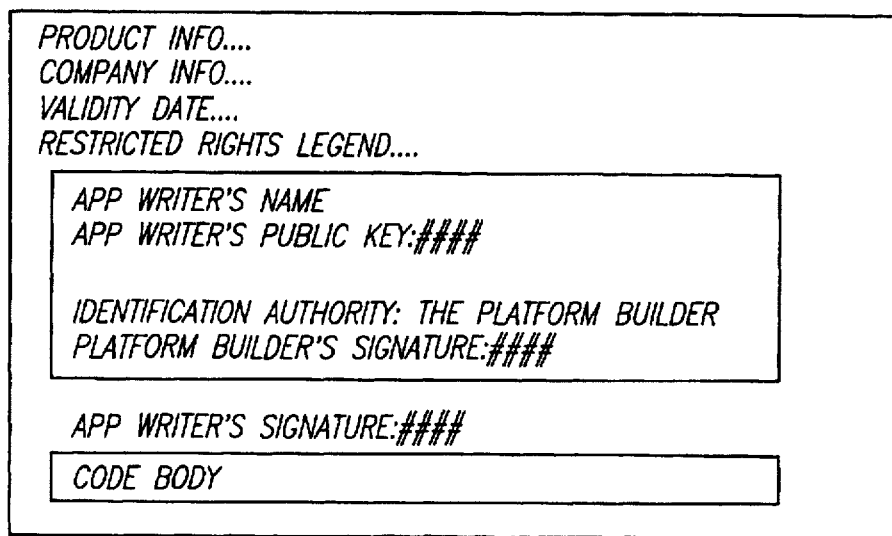 PRODUCT INFO....
COMPANY INFO....
VALIDITY DATE....
RESTRICTED RIGHTS LEGEND....
APP WRITER'S NAME
APP WRITER'S PUBLIC KEY:####
IDENTIFICATION AUTHORITY: THE PLATFORM BUILDER
PLATFORM BUILDER'S SIGNATURE:####
APP WRITER'S SIGNATURE:####
CODE BODY